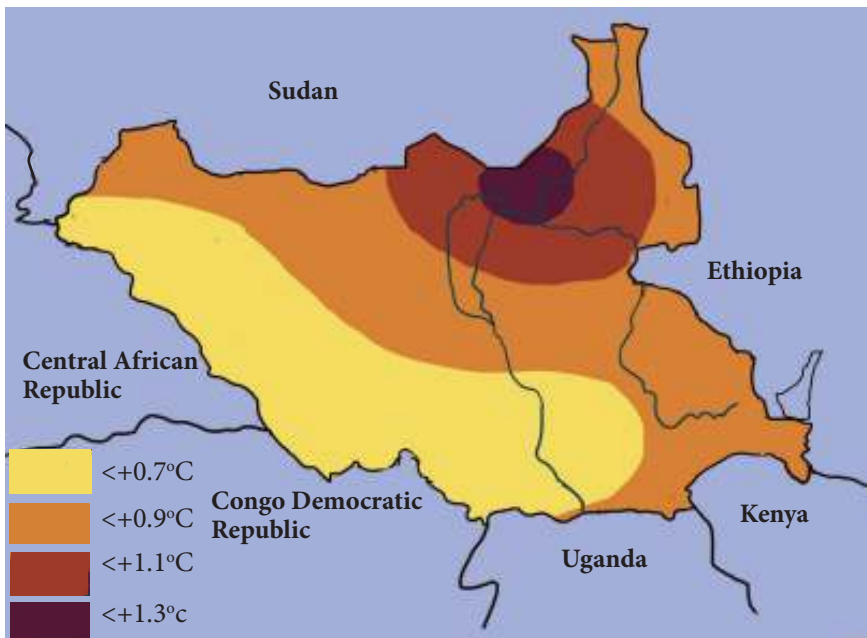 Sudan
Ethiopia
Central African
Republic
<+0.7°C
Congo Democratic
Republic
<+0.9°C
Kenya
Uganda
<+1.1°C
<+1.3°c